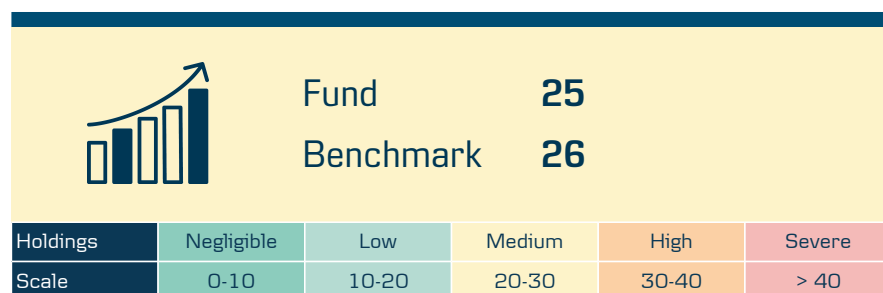 Fund 25
Benchmark 26
Holdings Negligible Low Medium High Severe
Scale 0-10 10-20 20-30 30-40 > 40